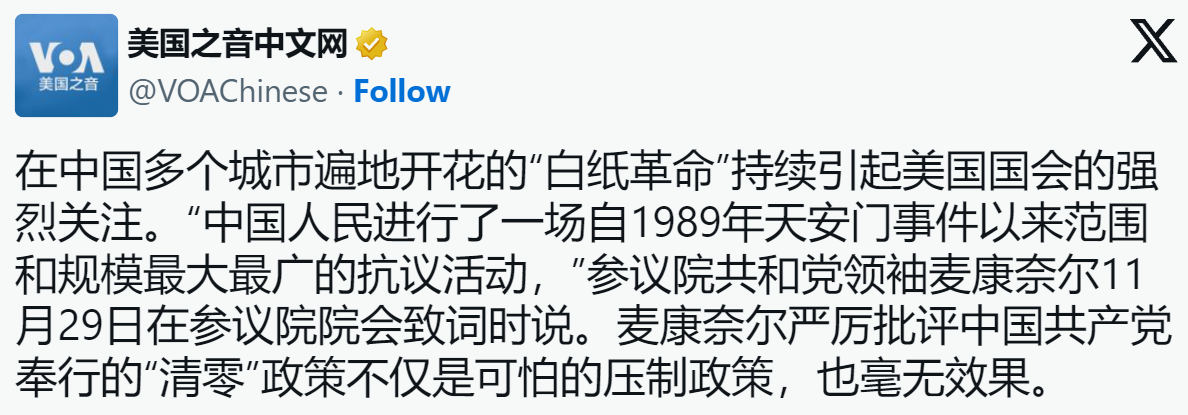 VOA
美国之音
美国之音中文网
@VOAChinese · Follow
在中国多个城市遍地开花的“白纸革命”持续引起美国国会的强
烈关注。“中国人民进行了一场自1989年天安门事件以来范围
和规模最大最广的抗议活动，”参议院共和党领袖麦康奈尔11
月29日在参议院院会致词时说。麦康奈尔严厉批评中国共产党
奉行的“清零”政策不仅是可怕的压制政策，也毫无效果。